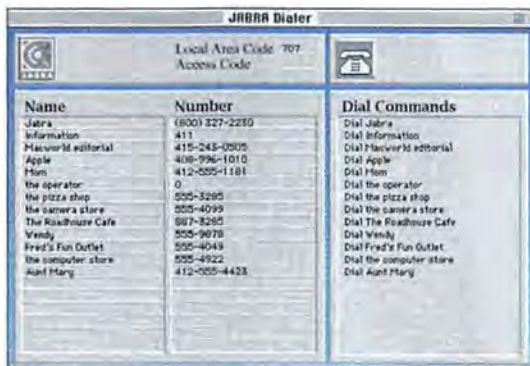 JABRA Dialer
JABRA
Local Area Code 707
Access Code
Name Number Dial Commands
Jabra (800) 327-2230 Dial Jabra
Information 411 Dial Information
Macworld editorial 415-243-0505 Dial Macworld editorial
Apple 408-996-1010 Dial Apple
Mom 412-555-1181 Dial Mom
the operator 0 Dial the operator
the pizza shop 555-3285 Dial the pizza shop
the camera store 555-4099 Dial the camera store
The Roadhouse Cafe 887-3285 Dial The Roadhouse Cafe
Wendy 555-9878 Dial Wendy
Fred's Fun Outlet 555-4049 Dial Fred's Fun Outlet
the computer store 555-4922 Dial the computer store
Aunt Mary 412-555-4423 Dial Aunt Mary